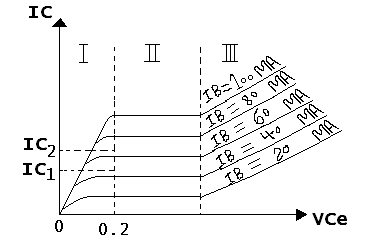 IC
I II III
IB=100 MA
IB = 80 MA
IB = 60 MA
IB = 40 MA
IB = 20 MA
IC2
IC1
0 0.2 VCe